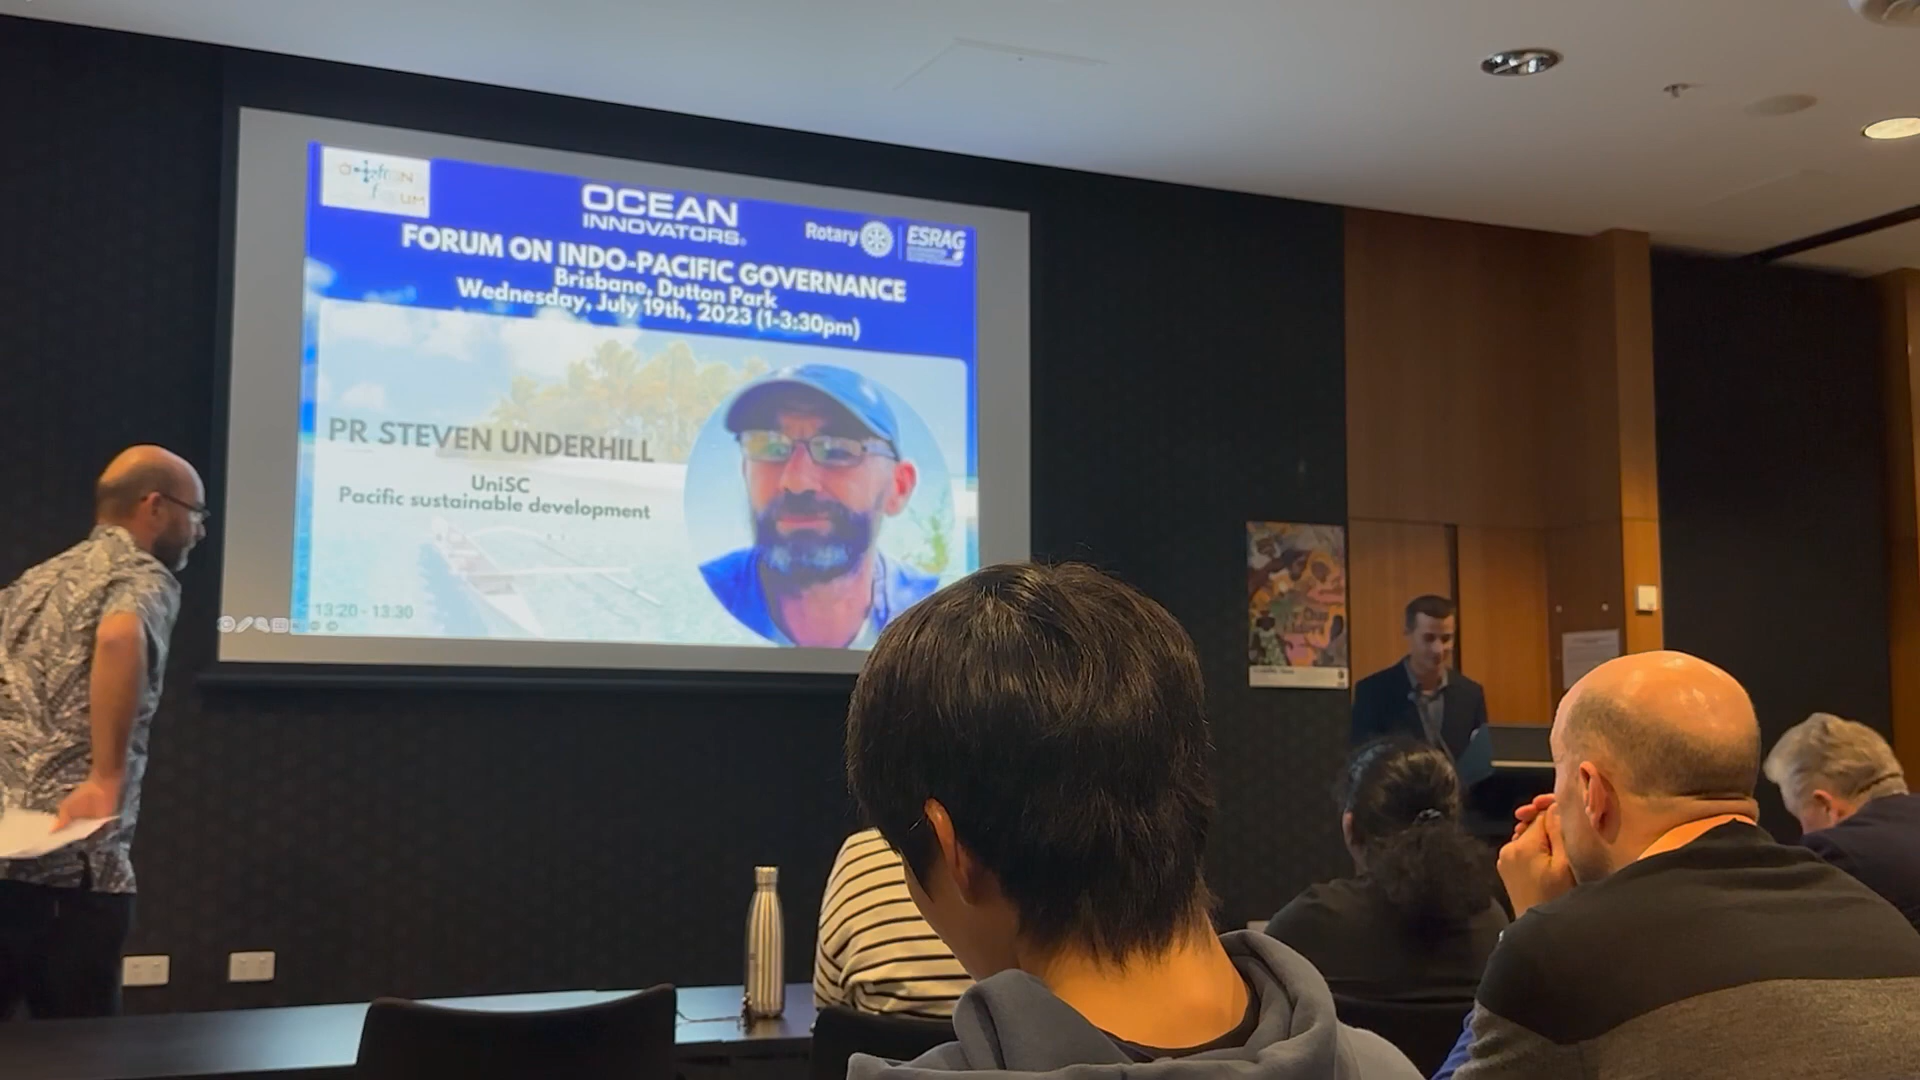 OCEAN
INNOVATORS
Rotary
ESRAG
FORUM ON INDO-PACIFIC GOVERNANCE
Brisbane, Dutton Park
Wednesday, July 19th, 2023 (1-3:30pm)
PR STEVEN UNDERHILL
UniSC
Pacific sustainable development
13:20 - 13:30